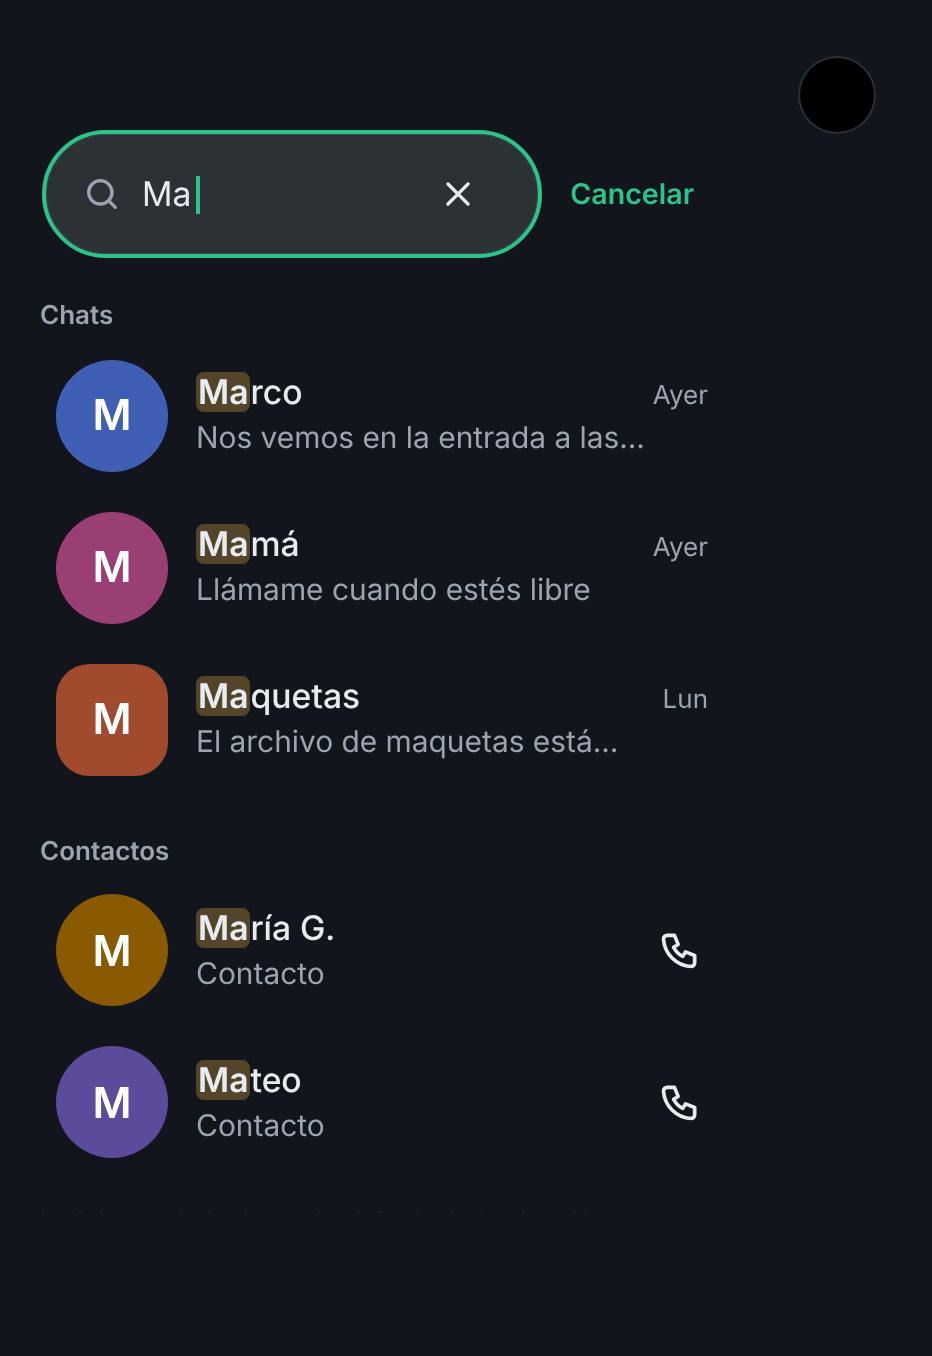 Ma
Cancelar
Chats
M
Marco
Ayer
Nos vemos en la entrada a las...
M
Mamá
Ayer
Llámame cuando estés libre
M
Maquetas
Lun
El archivo de maquetas está...
Contactos
M
María G.
Contacto
M
Mateo
Contacto